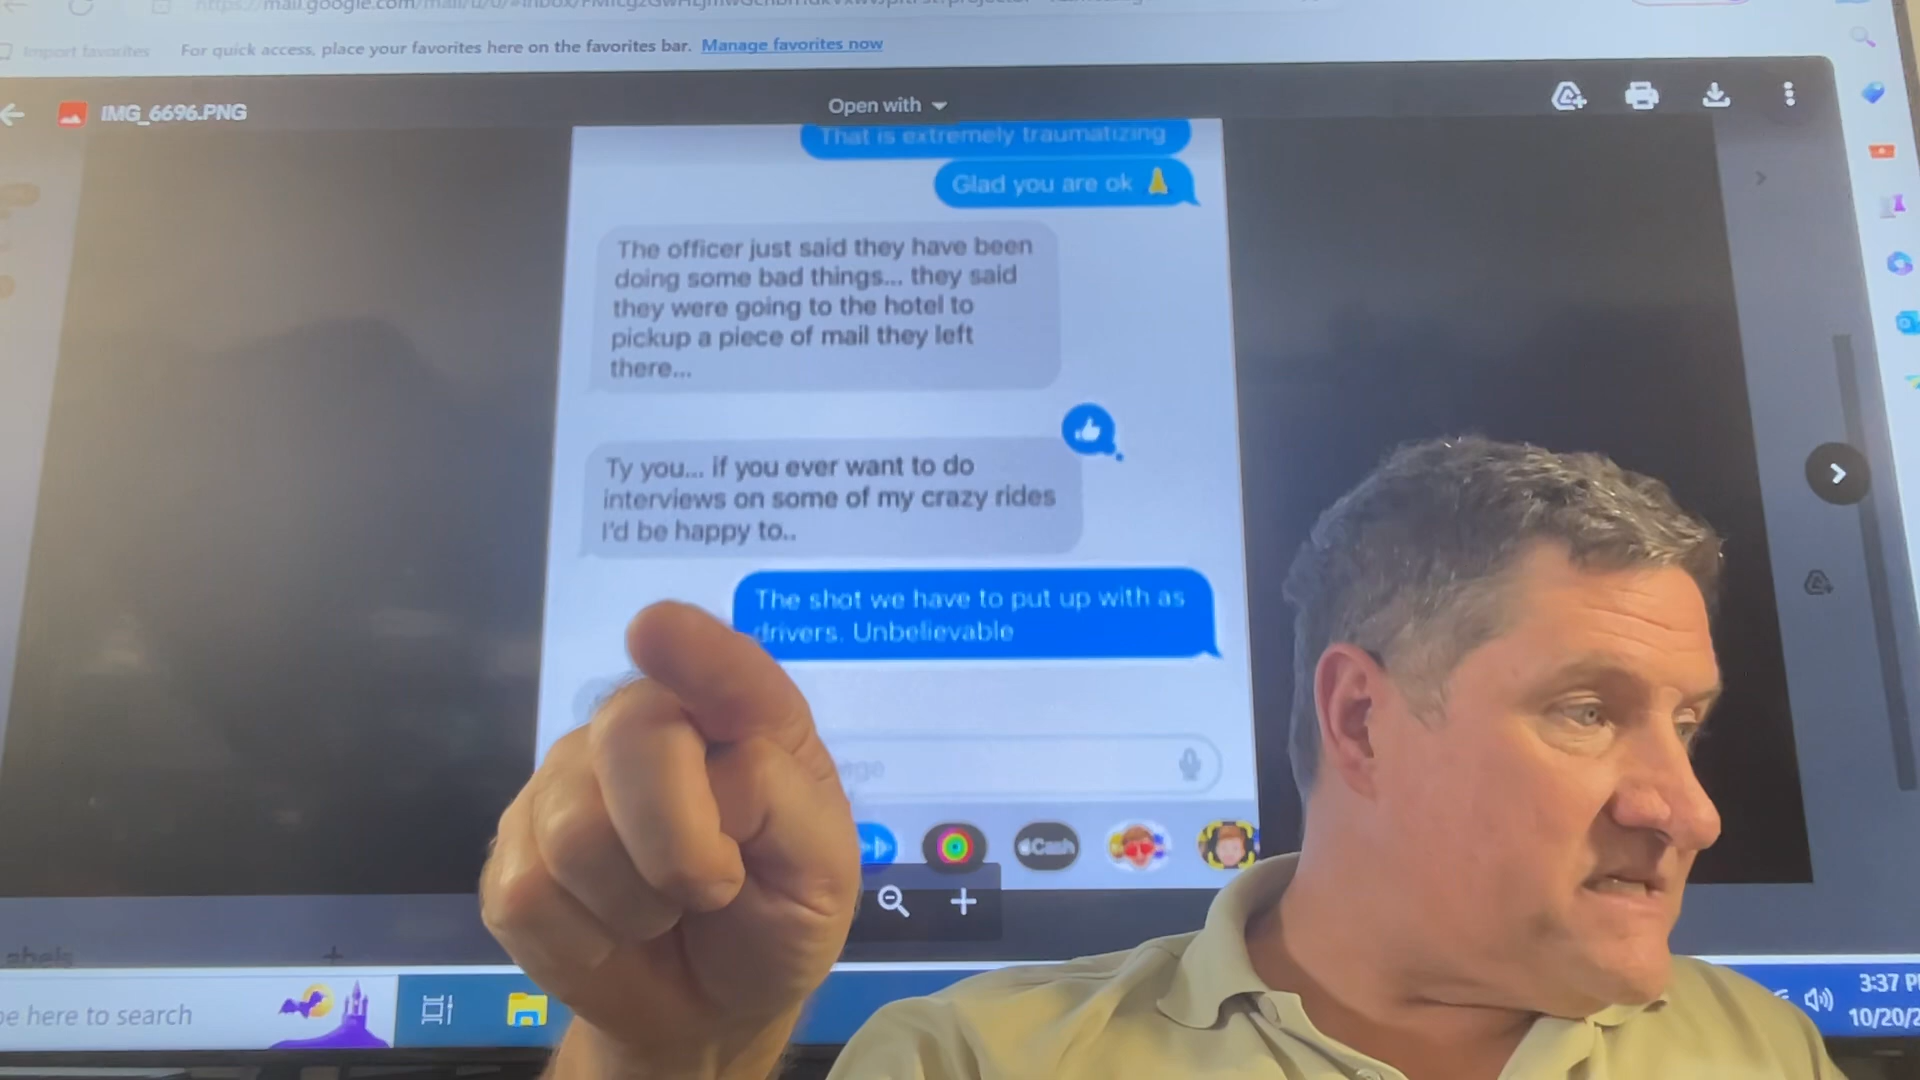 Import favorites
For quick access, place your favorites here on the favorites bar. Manage favorites now
IMG_6696.PNG
Open with
That is extremely traumatizing
Glad you are ok 🙏
The officer just said they have been
doing some bad things... they said
they were going to the hotel to
pickup a piece of mail they left
there...
Ty you... if you ever want to do
interviews on some of my crazy rides
I'd be happy to..
The shot we have to put up with as
drivers. Unbelievable
Cash
here to search
3:37
10/20/2